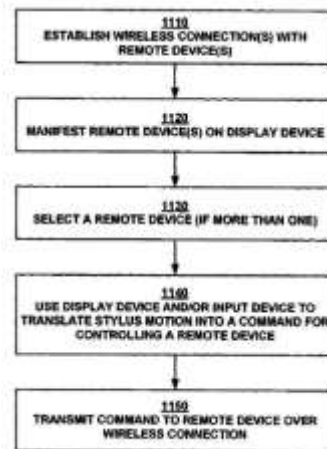 1110
ESTABLISH WIRELESS CONNECTION(S) WITH
REMOTE DEVICE(S)
1120
MANIFEST REMOTE DEVICE(S) ON DISPLAY DEVICE
1130
SELECT A REMOTE DEVICE (IF MORE THAN ONE)
1140
USE DISPLAY DEVICE AND/OR INPUT DEVICE TO
TRANSLATE STYLUS MOTION INTO A COMMAND FOR
CONTROLLING A REMOTE DEVICE
1150
TRANSMIT COMMAND TO REMOTE DEVICE OVER
WIRELESS CONNECTION